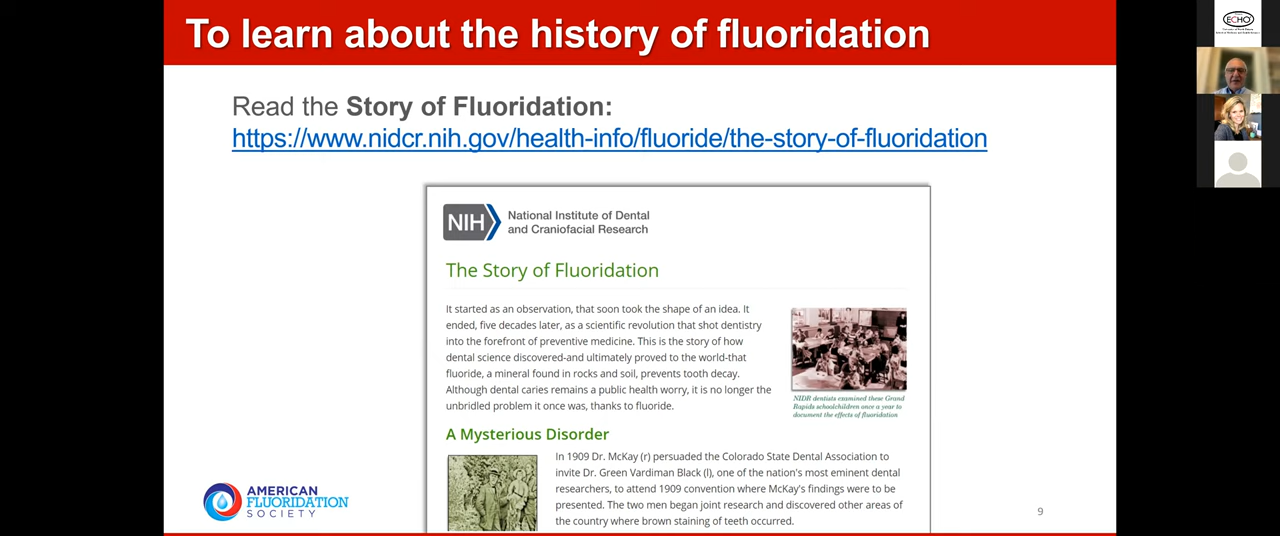 To learn about the history of fluoridation
Read the Story of Fluoridation:
https://www.nidcr.nih.gov/health-info/fluoride/the-story-of-fluoridation
NIH
National Institute of Dental
and Craniofacial Research
The Story of Fluoridation
It started as an observation, that soon took the shape of an idea. It
ended, five decades later, as a scientific revolution that shot dentistry
into the forefront of preventive medicine. This is the story of how
dental science discovered-and ultimately proved to the world-that
fluoride, a mineral found in rocks and soil, prevents tooth decay.
Although dental caries remains a public health worry, it is no longer the
unbridled problem it once was, thanks to fluoride.
NIDR dentists examined these Grand
Rapids schoolchildren once a year to
document the effects of fluoridation
A Mysterious Disorder
In 1909 Dr. McKay (r) persuaded the Colorado State Dental Association to
invite Dr. Green Vardiman Black (l), one of the nation's most eminent dental
researchers, to attend 1909 convention where McKay's findings were to be
presented. The two men began joint research and discovered other areas of
the country where brown staining of teeth occurred.
AMERICAN
FLUORIDATION
SOCIETY
9
ECHO